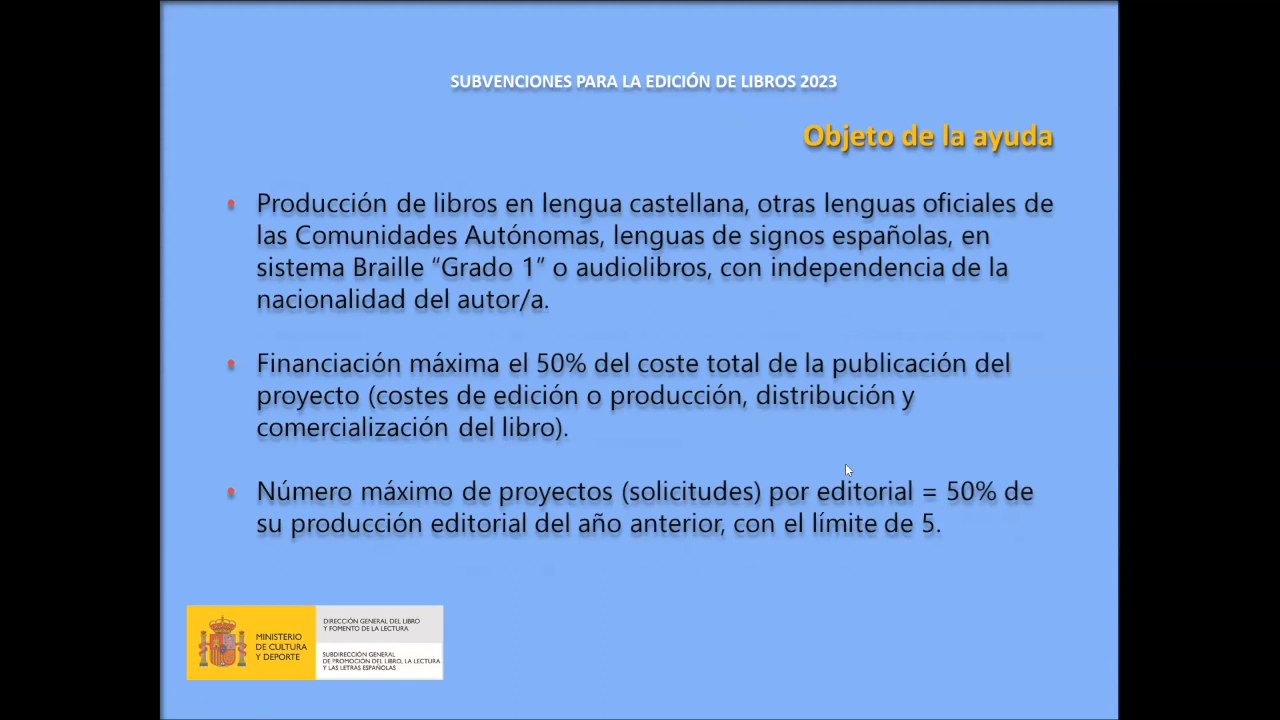 SUBVENCIONES PARA LA EDICIÓN DE LIBROS 2023
Objeto de la ayuda
• Producción de libros en lengua castellana, otras lenguas oficiales de
las Comunidades Autónomas, lenguas de signos españolas, en
sistema Braille “Grado 1” o audiolibros, con independencia de la
nacionalidad del autor/a.
• Financiación máxima el 50% del coste total de la publicación del
proyecto (costes de edición o producción, distribución y
comercialización del libro).
• Número máximo de proyectos (solicitudes) por editorial = 50% de
su producción editorial del año anterior, con el límite de 5.
MINISTERIO
DE CULTURA
Y DEPORTE
DIRECCIÓN GENERAL DEL LIBRO
Y FOMENTO DE LA LECTURA
SUBDIRECCIÓN GENERAL
DE PROMOCIÓN DEL LIBRO, LA LECTURA
Y LAS LETRAS ESPAÑOLAS